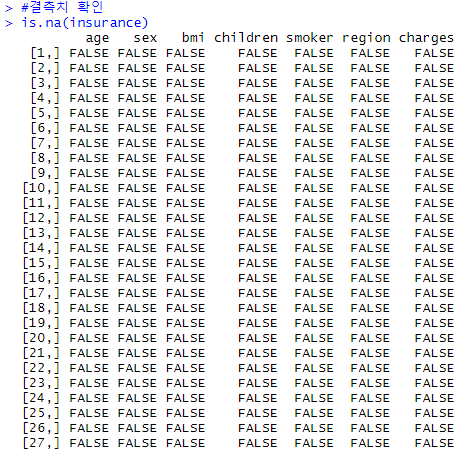 > #결측치 확인
> is.na(insurance)
age sex bmi children smoker region charges
[1,] FALSE FALSE FALSE FALSE FALSE FALSE FALSE
[2,] FALSE FALSE FALSE FALSE FALSE FALSE FALSE
[3,] FALSE FALSE FALSE FALSE FALSE FALSE FALSE
[4,] FALSE FALSE FALSE FALSE FALSE FALSE FALSE
[5,] FALSE FALSE FALSE FALSE FALSE FALSE FALSE
[6,] FALSE FALSE FALSE FALSE FALSE FALSE FALSE
[7,] FALSE FALSE FALSE FALSE FALSE FALSE FALSE
[8,] FALSE FALSE FALSE FALSE FALSE FALSE FALSE
[9,] FALSE FALSE FALSE FALSE FALSE FALSE FALSE
[10,] FALSE FALSE FALSE FALSE FALSE FALSE FALSE
[11,] FALSE FALSE FALSE FALSE FALSE FALSE FALSE
[12,] FALSE FALSE FALSE FALSE FALSE FALSE FALSE
[13,] FALSE FALSE FALSE FALSE FALSE FALSE FALSE
[14,] FALSE FALSE FALSE FALSE FALSE FALSE FALSE
[15,] FALSE FALSE FALSE FALSE FALSE FALSE FALSE
[16,] FALSE FALSE FALSE FALSE FALSE FALSE FALSE
[17,] FALSE FALSE FALSE FALSE FALSE FALSE FALSE
[18,] FALSE FALSE FALSE FALSE FALSE FALSE FALSE
[19,] FALSE FALSE FALSE FALSE FALSE FALSE FALSE
[20,] FALSE FALSE FALSE FALSE FALSE FALSE FALSE
[21,] FALSE FALSE FALSE FALSE FALSE FALSE FALSE
[22,] FALSE FALSE FALSE FALSE FALSE FALSE FALSE
[23,] FALSE FALSE FALSE FALSE FALSE FALSE FALSE
[24,] FALSE FALSE FALSE FALSE FALSE FALSE FALSE
[25,] FALSE FALSE FALSE FALSE FALSE FALSE FALSE
[26,] FALSE FALSE FALSE FALSE FALSE FALSE FALSE
[27,] FALSE FALSE FALSE FALSE FALSE FALSE FALSE